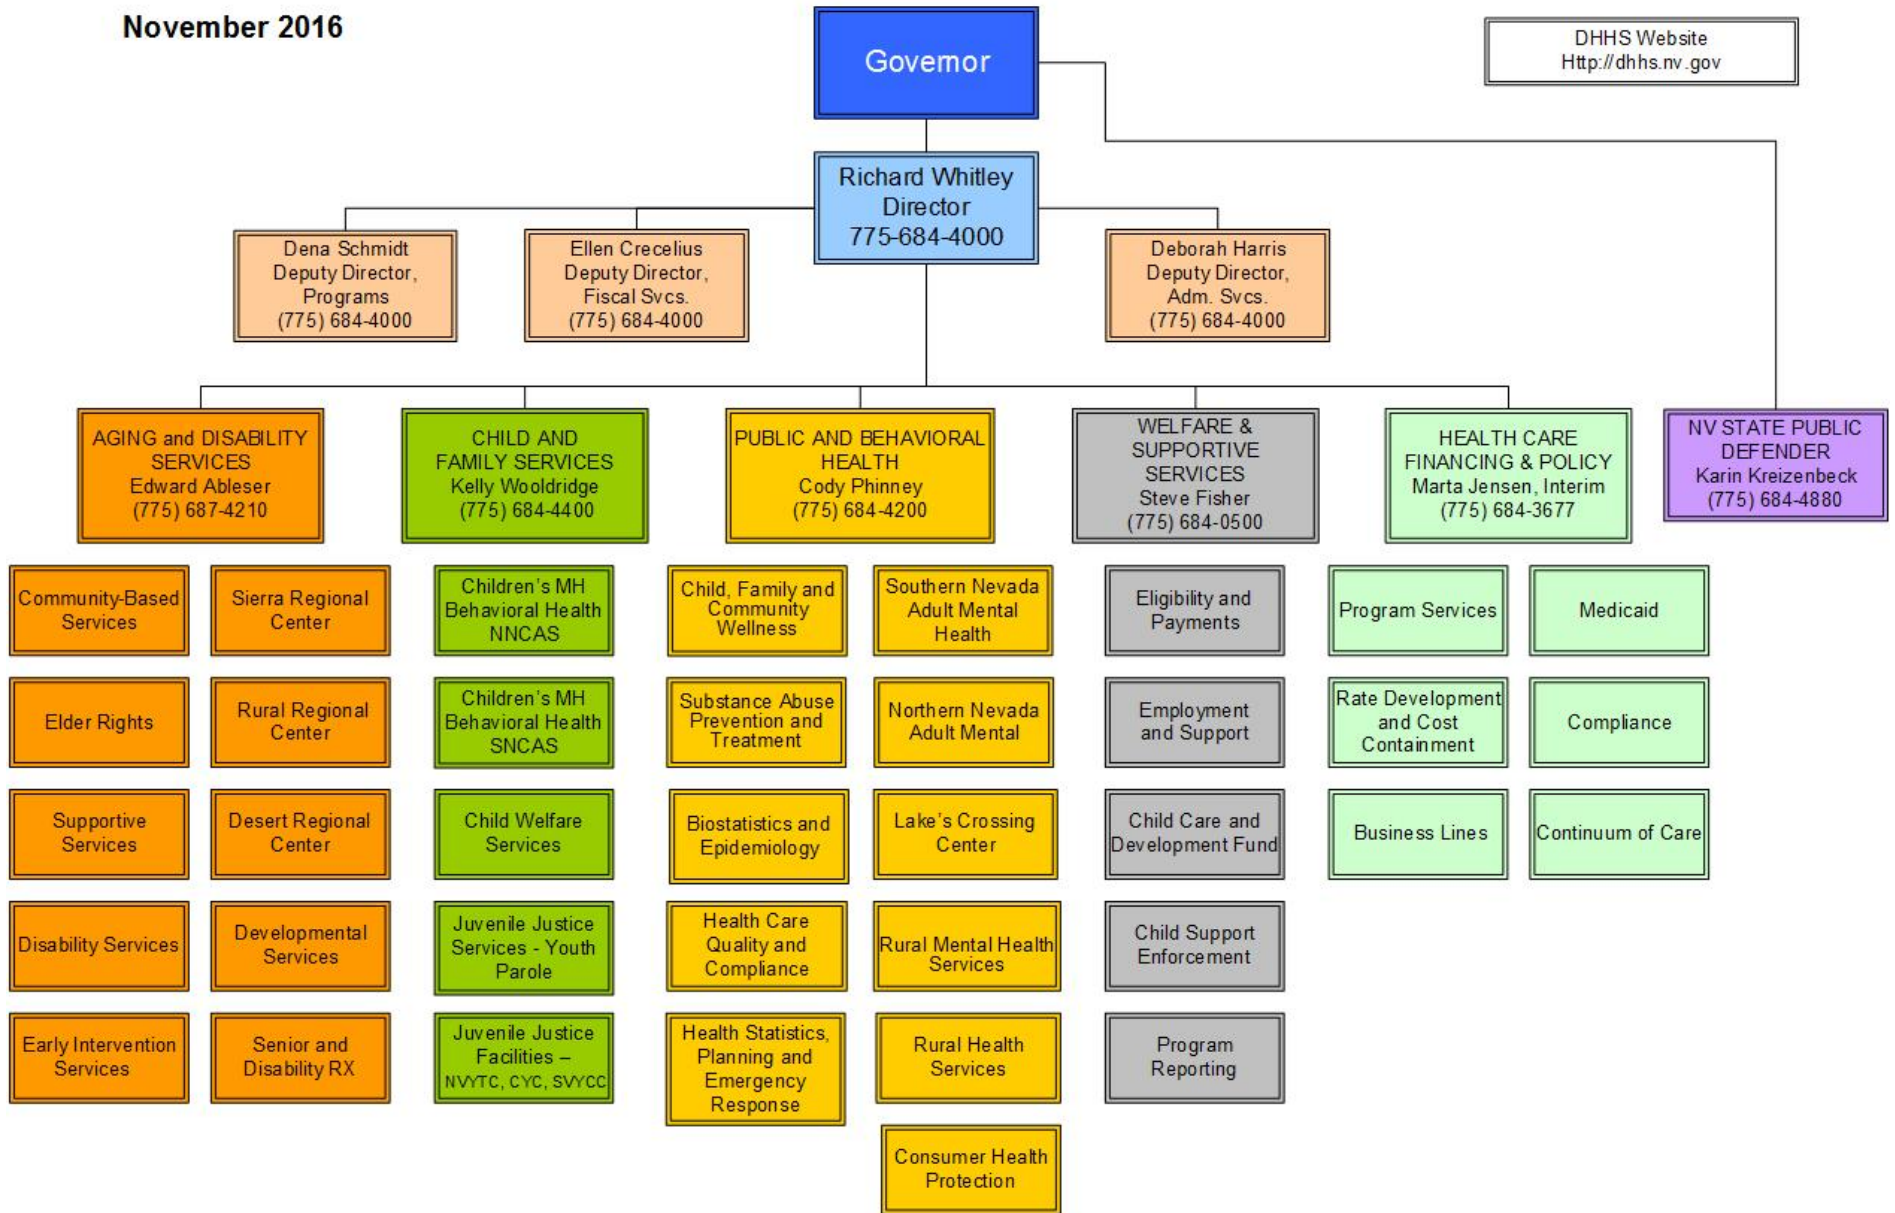 November 2016
Governor
DHHS Website
Http://dhhs.nv.gov
Richard Whitley
Director
775-684-4000
Dena Schmidt
Deputy Director,
Programs
(775) 684-4000
Ellen Crecelius
Deputy Director,
Fiscal Svcs.
(775) 684-4000
Deborah Harris
Deputy Director,
Adm. Svcs.
(775) 684-4000
AGING and DISABILITY
SERVICES
Edward Ableser
(775) 687-4210
CHILD AND
FAMILY SERVICES
Kelly Wooldridge
(775) 684-4400
PUBLIC AND BEHAVIORAL
HEALTH
Cody Phinney
(775) 684-4200
WELFARE &
SUPPORTIVE
SERVICES
Steve Fisher
(775) 684-0500
HEALTH CARE
FINANCING & POLICY
Marta Jensen, Interim
(775) 684-3677
NV STATE PUBLIC
DEFENDER
Karin Kreizenbeck
(775) 684-4880
Community-Based
Services
Sierra Regional
Center
Children's MH
Behavioral Health
NNCAS
Child, Family and
Community
Wellness
Southern Nevada
Adult Mental
Health
Eligibility and
Payments
Program Services
Medicaid
Elder Rights
Rural Regional
Center
Children's MH
Behavioral Health
SNCAS
Substance Abuse
Prevention and
Treatment
Northern Nevada
Adult Mental
Employment
and Support
Rate Development
and Cost
Containment
Compliance
Supportive
Services
Desert Regional
Center
Child Welfare
Services
Biostatistics and
Epidemiology
Lake's Crossing
Center
Child Care and
Development Fund
Business Lines
Continuum of Care
Disability Services
Developmental
Services
Juvenile Justice
Services - Youth
Parole
Health Care
Quality and
Compliance
Rural Mental Health
Services
Child Support
Enforcement
Early Intervention
Services
Senior and
Disability RX
Juvenile Justice
Facilities –
NVYTC, CYC, SVYCC
Health Statistics,
Planning and
Emergency
Response
Rural Health
Services
Program
Reporting
Consumer Health
Protection